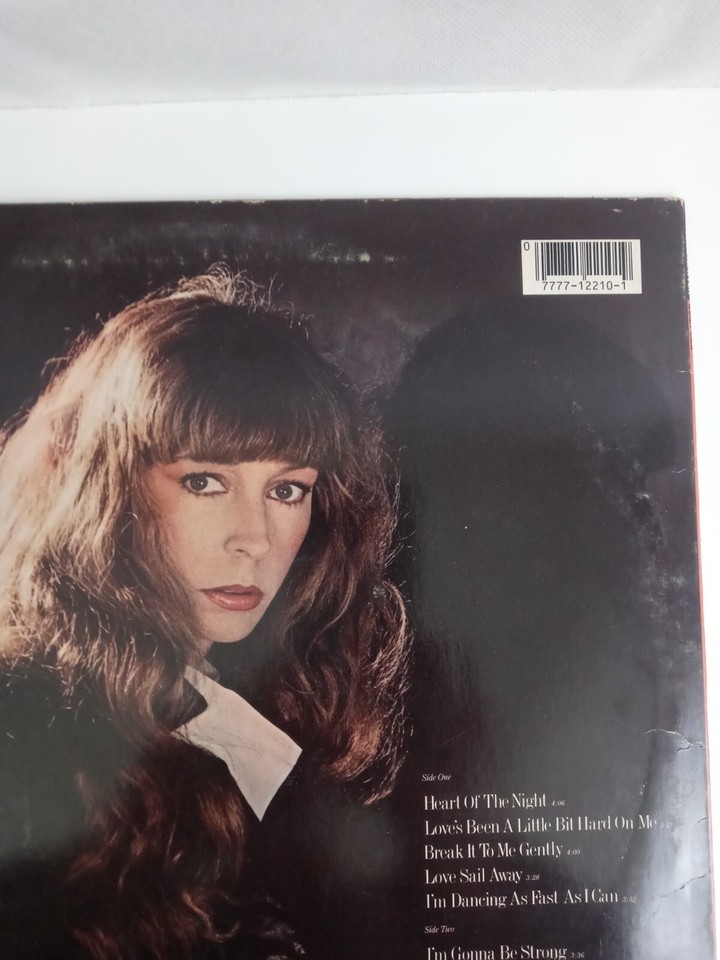 0
7777-12210-1
Side One
Heart Of The Night 4:06
Love's Been A Little Bit Hard On Me
Break It To Me Gently 4:00
Love Sail Away 3:28
I'm Dancing As Fast As I Can 3:52
Side Two
I'm Gonna Be Strong 3:36